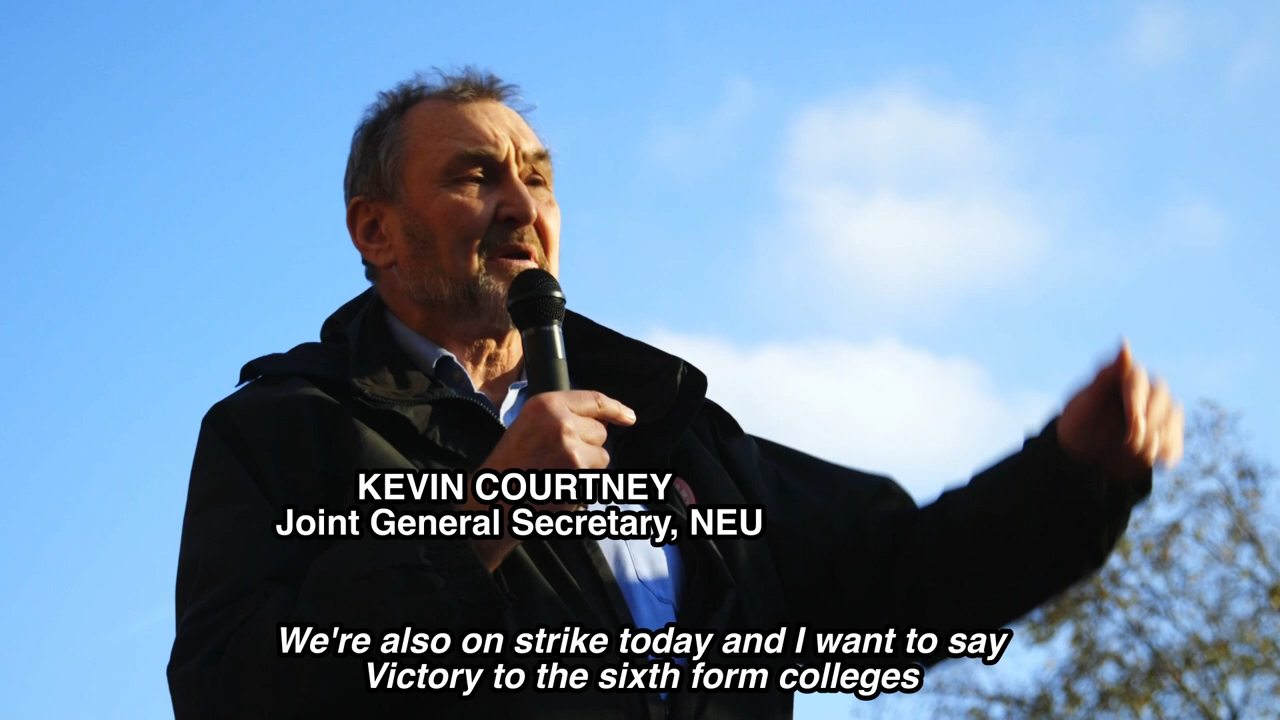 KEVIN COURTNEY
Joint General Secretary, NEU
We're also on strike today and I want to say
Victory to the sixth form colleges